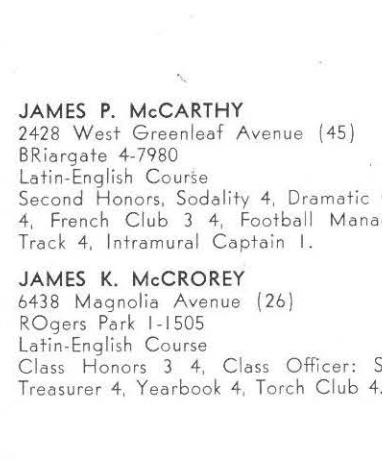 JAMES P. McCARTHY
2428 West Greenleaf Avenue (45)
BRiargate 4-7980
Latin-English Course
Second Honors, Sodality 4, Dramatic
4, French Club 3 4, Football Mana
Track 4, Intramural Captain 1.
JAMES K. McCROREY
6438 Magnolia Avenue (26)
ROgers Park 1-1505
Latin-English Course
Class Honors 3 4, Class Officer: S
Treasurer 4, Yearbook 4, Torch Club 4.